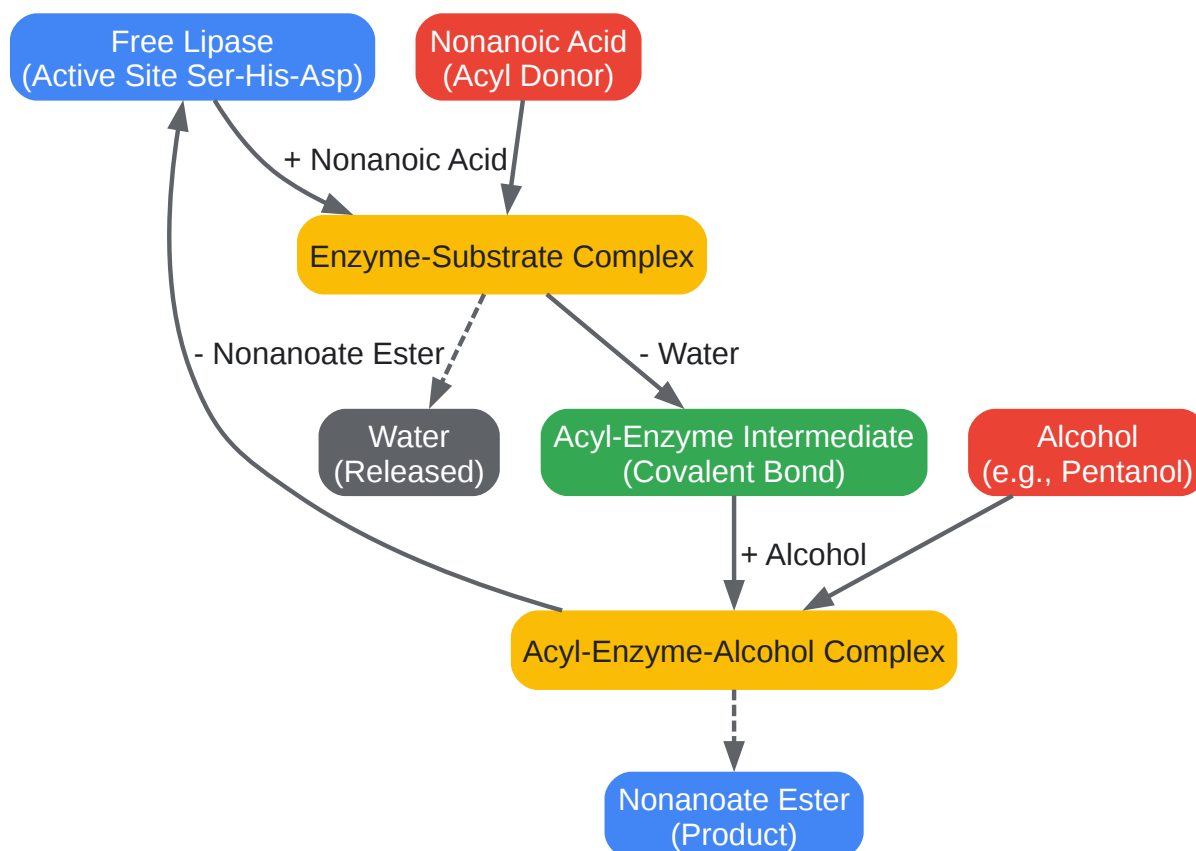 Free Lipase
(Active Site Ser-His-Asp)
Nonanoic Acid
(Acyl Donor)
+ Nonanoic Acid
Enzyme-Substrate Complex
- Nonanoate Ester
- Water
Water
(Released)
Acyl-Enzyme Intermediate
(Covalent Bond)
Alcohol
(e.g., Pentanol)
+ Alcohol
Acyl-Enzyme-Alcohol Complex
Nonanoate Ester
(Product)